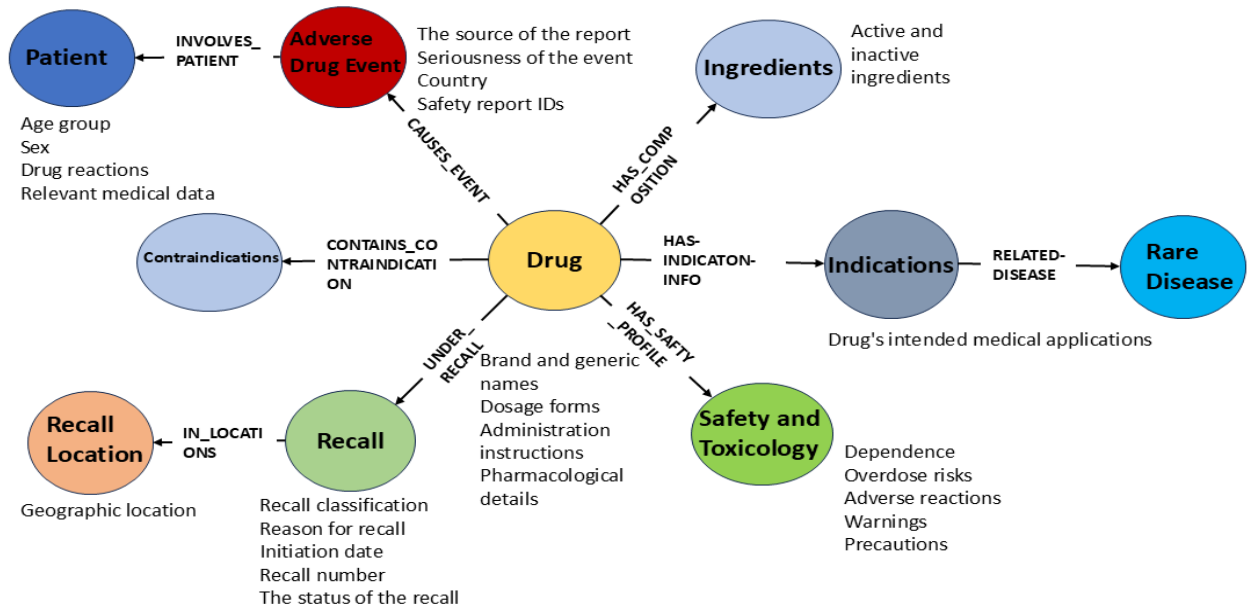 Patient
INVOLVES_
PATIENT
Adverse
Drug Event
The source of the report
Seriousness of the event
Country
Safety report IDs
Ingredients
Active and
inactive
ingredients
Age group
Sex
Drug reactions
Relevant medical data
CAUSES_EVENT
HAS_COMP
OSITION
Contraindications
CONTAINS_CO
NTRAINDICATI
ON
Drug
HAS-
INDICATON-
INFO
Indications
RELATED-
DISEASE
Rare
Disease
Drug's intended medical applications
UNDER_
RECALL
HAS_SAFTY
_PROFILE
Brand and generic
names
Dosage forms
Administration
instructions
Pharmacological
details
Recall
Location
IN_LOCATI
ONS
Recall
Safety and
Toxicology
Geographic location
Recall classification
Reason for recall
Initiation date
Recall number
The status of the recall
Dependence
Overdose risks
Adverse reactions
Warnings
Precautions